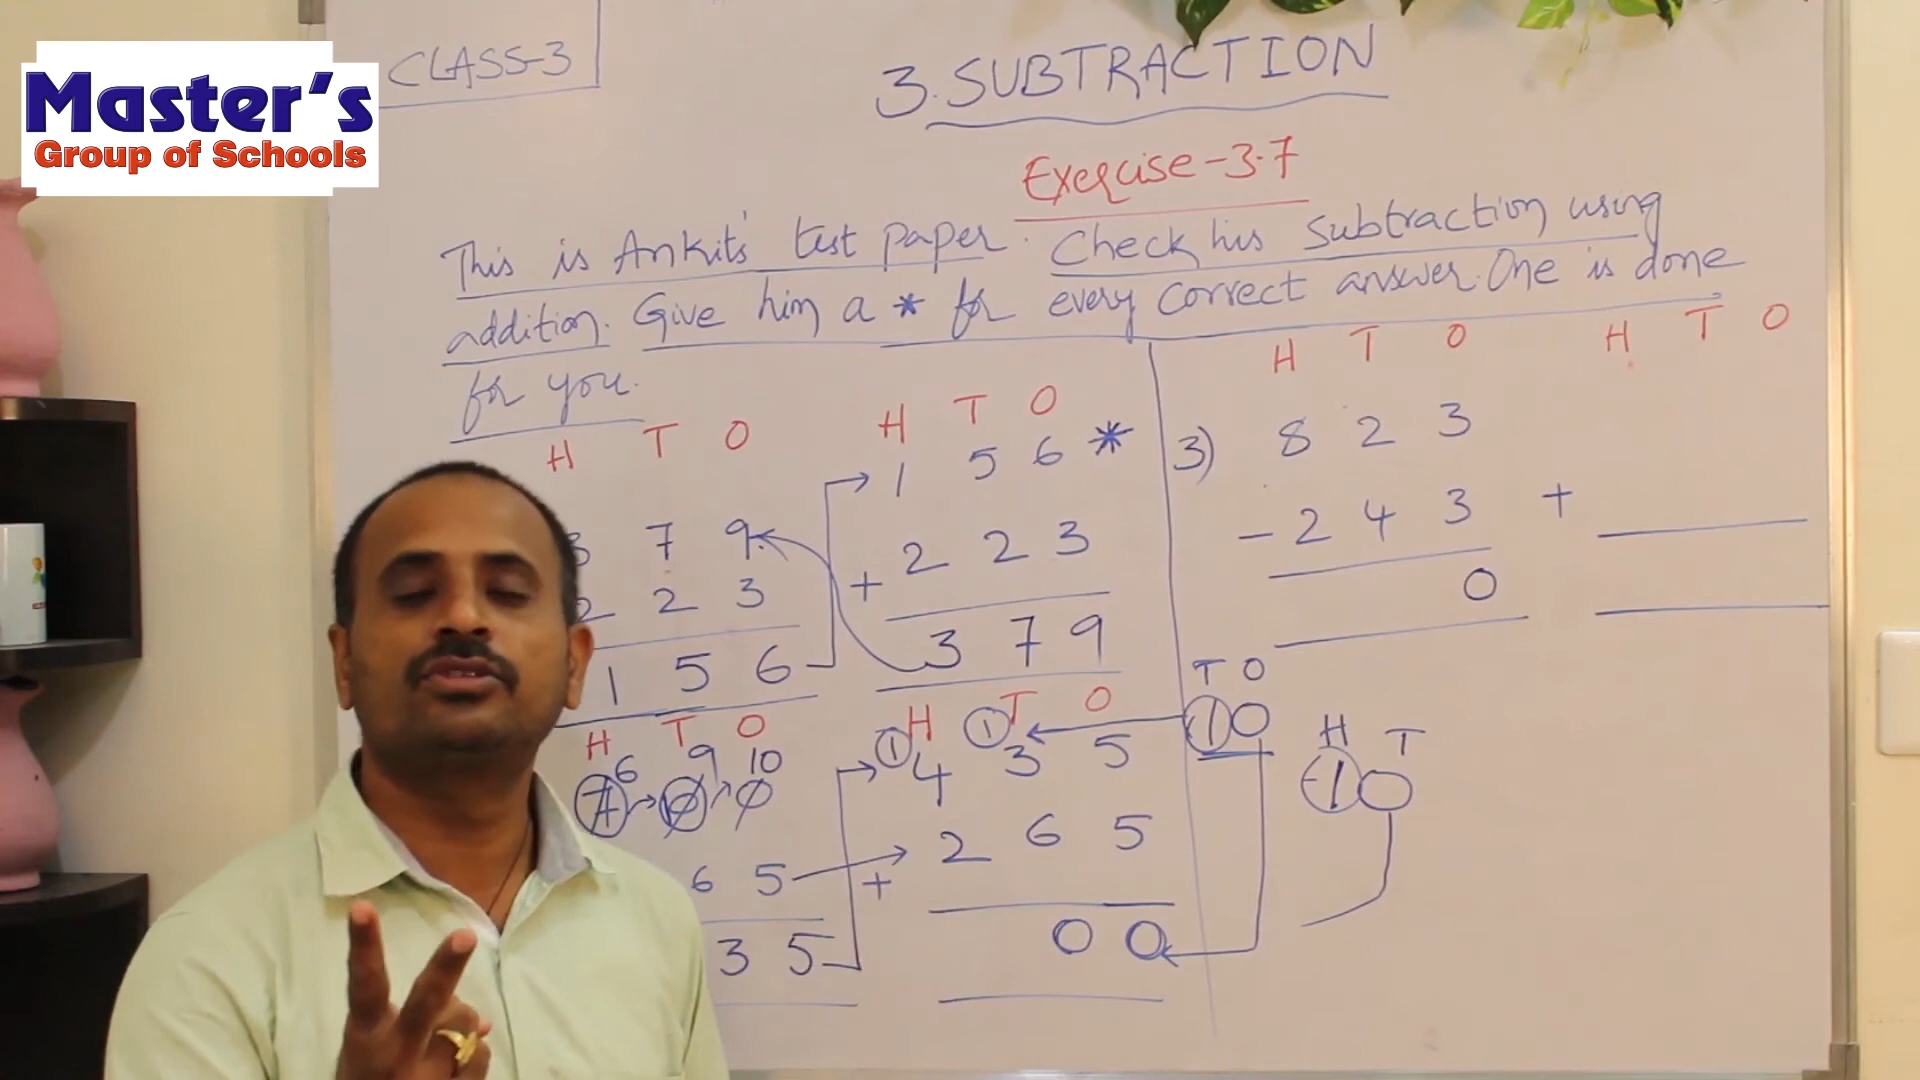 Master's
Group of Schools
CLASS-3
3. SUBTRACTION
Exercise-3.7
This is Ankit's test paper. Check his subtraction using
addition. Give him a * for every correct answer. One is done
for you.
H T O
3 7 9
2 2 3
1 5 6
H T O
1 5 6 *
+ 2 2 3
3 7 9
H T O
3) 8 2 3
- 2 4 3
0
H T O
+
H T O
6 9 10
7 10 0
6 5
3 5
H T O
1 1
4 3 5
+ 2 6 5
0 0
T O
1 0
H T
1 0